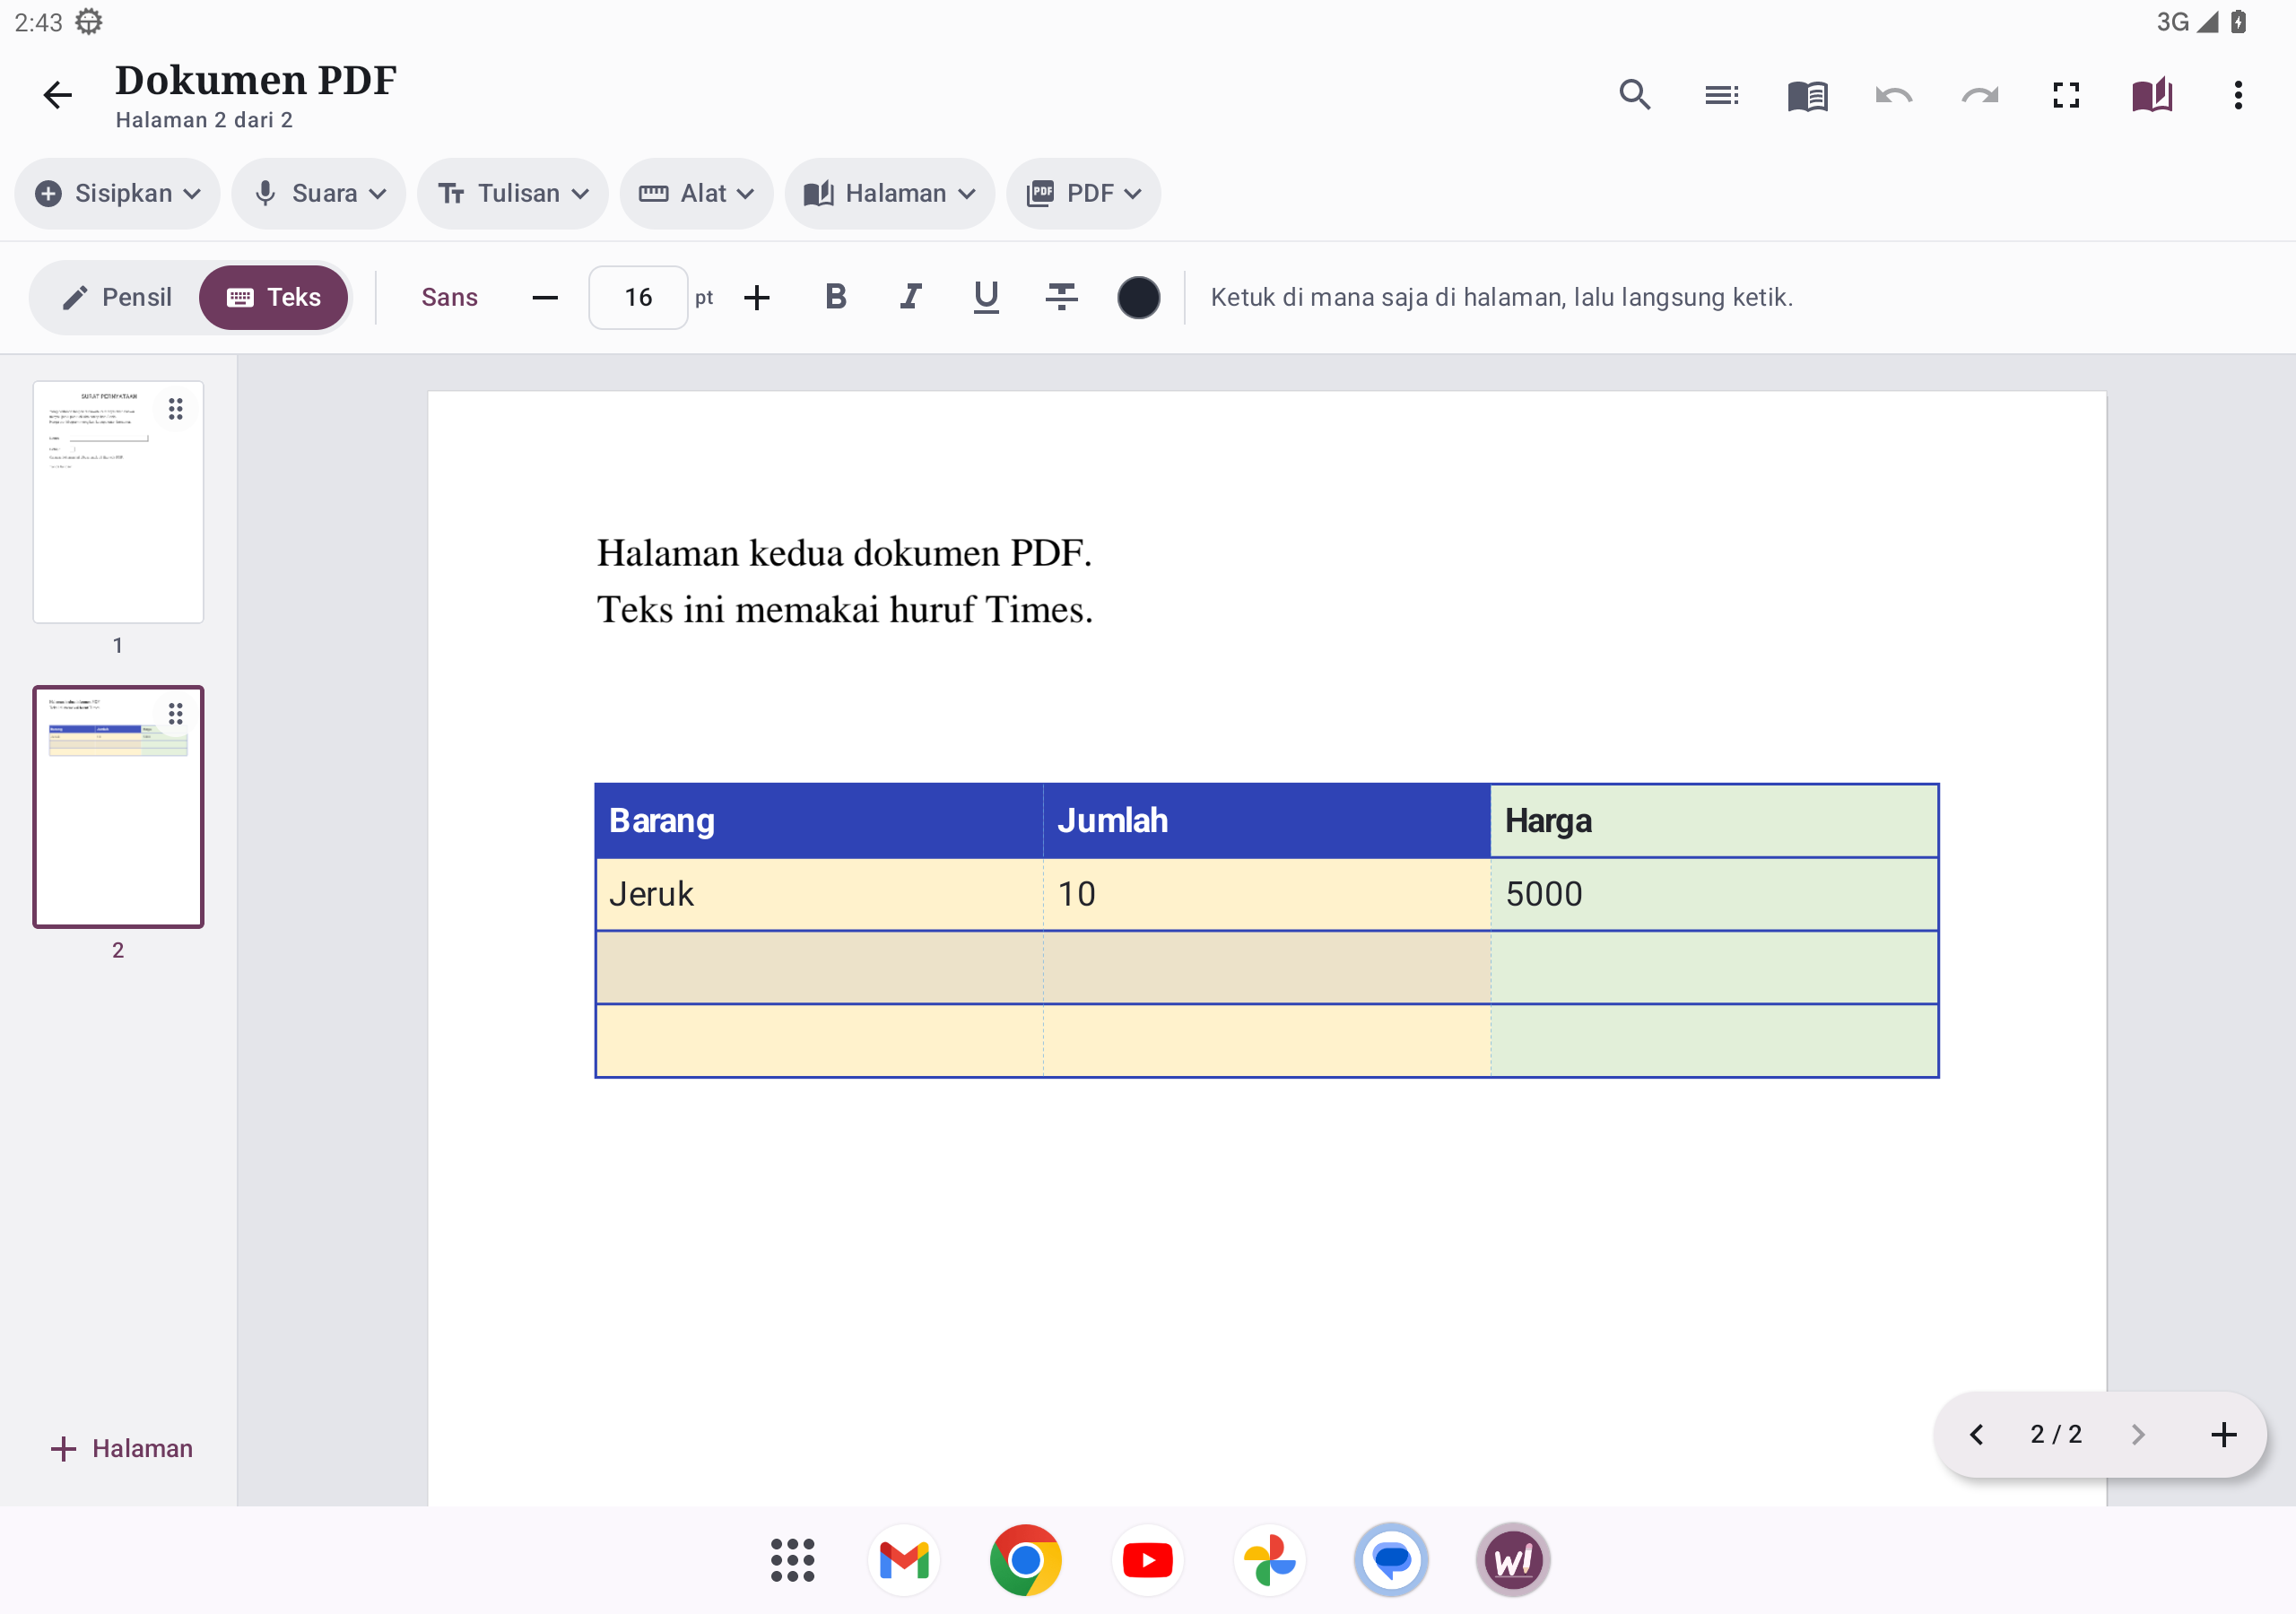 2:43
3G
Dokumen PDF
Halaman 2 dari 2
Sisipkan
Suara
Tulisan
Alat
Halaman
PDF
Pensil
Teks
Sans
16
pt
B
I
U
Ketuk di mana saja di halaman, lalu langsung ketik.
SURAT PERNYATAAN
1
2
Halaman kedua dokumen PDF.
Teks ini memakai huruf Times.
Barang Jumlah Harga
Jeruk 10 5000
+ Halaman
2 / 2